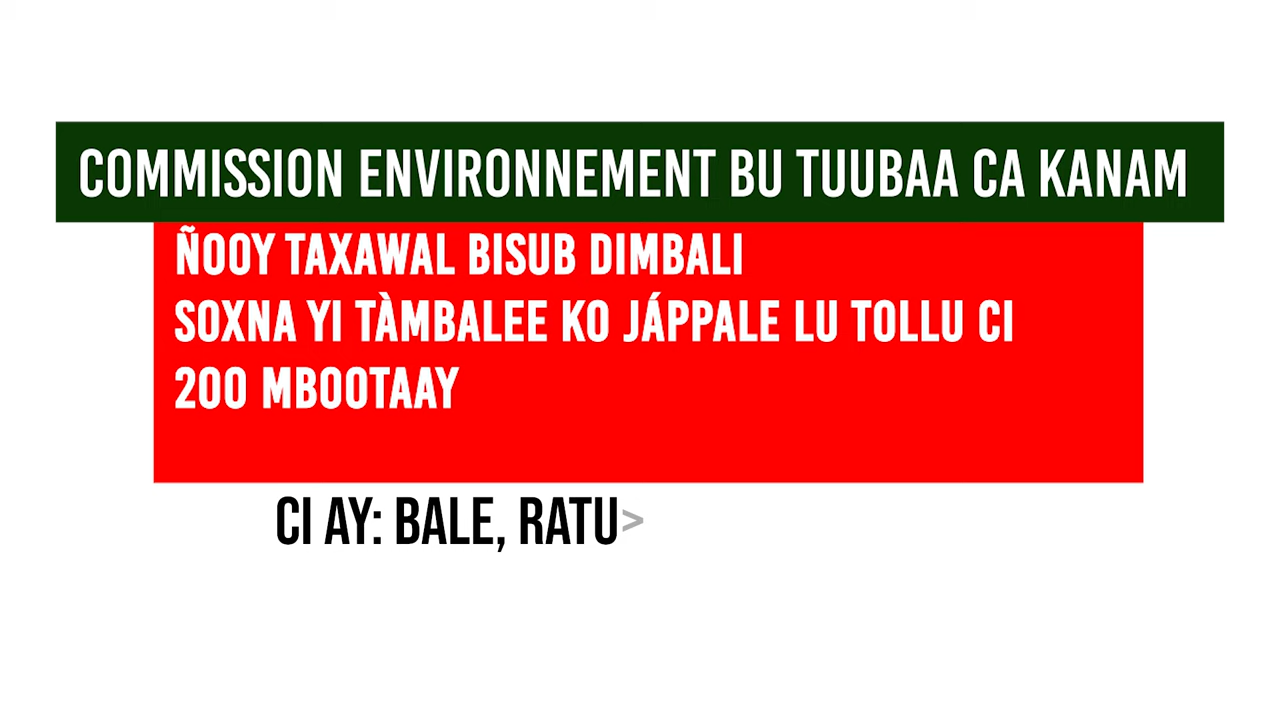 COMMISSION ENVIRONNEMENT BU TUUBAA CA KANAM
ÑOOY TAXAWAL BISUB DIMBALI
SOXNA YI TÀMBALEE KO JÁPPALE LU TOLLU CI
200 MBOOTAAY
CI AY: BALE, RATU>